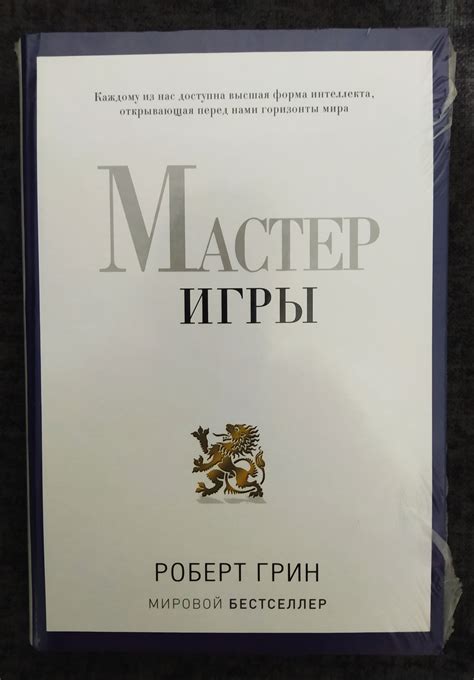 Каждому из нас доступна высшая форма интеллекта,
открывающая перед нами горизонты мира
МАСТЕР
ИГРЫ
РОБЕРТ ГРИН
МИРОВОЙ БЕСТСЕЛЛЕР